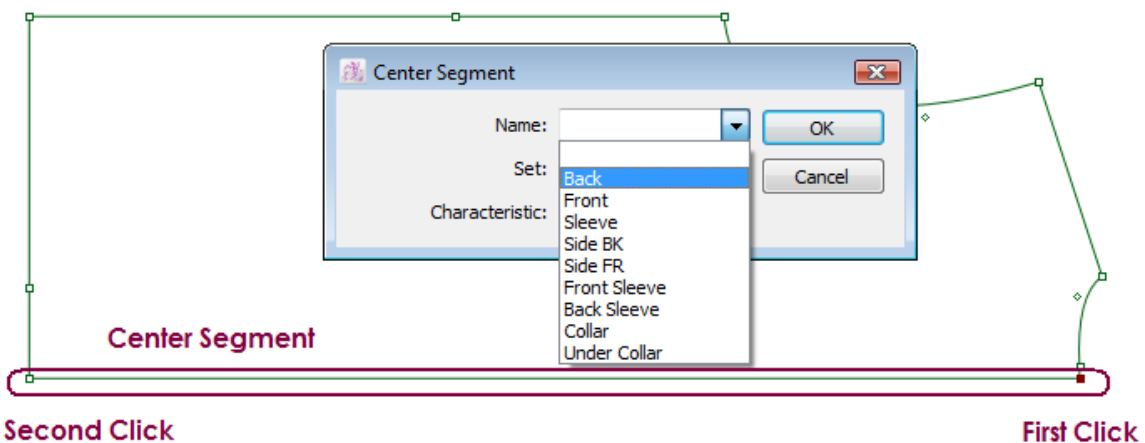 Center Segment
Name:
OK
Set:
Cancel
Characteristic:
Back
Front
Sleeve
Side BK
Side FR
Front Sleeve
Back Sleeve
Collar
Under Collar
Center Segment
Second Click
First Click